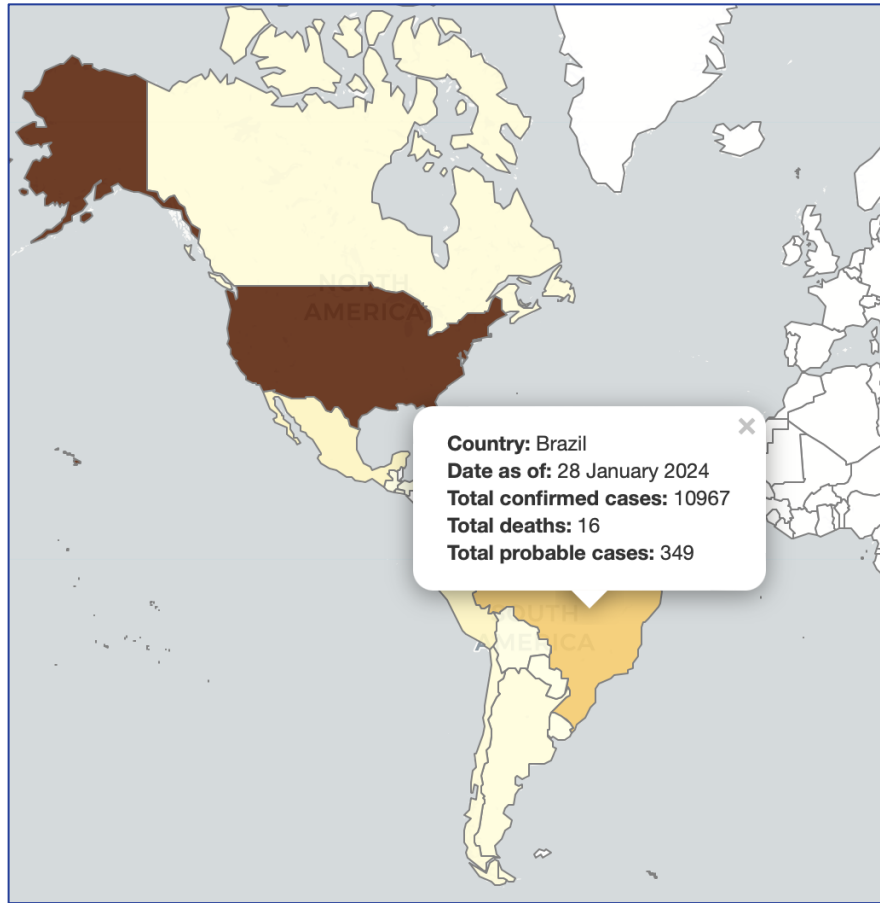 NORTH
AMERICA
×
Country: Brazil
Date as of: 28 January 2024
Total confirmed cases: 10967
Total deaths: 16
Total probable cases: 349
SOUTH
AMERICA